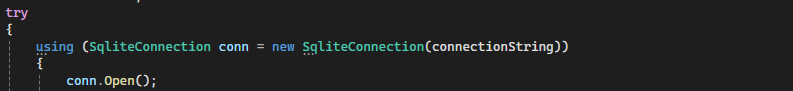 try
{
using (SqliteConnection conn = new SqliteConnection(connectionString))
{
conn.Open();